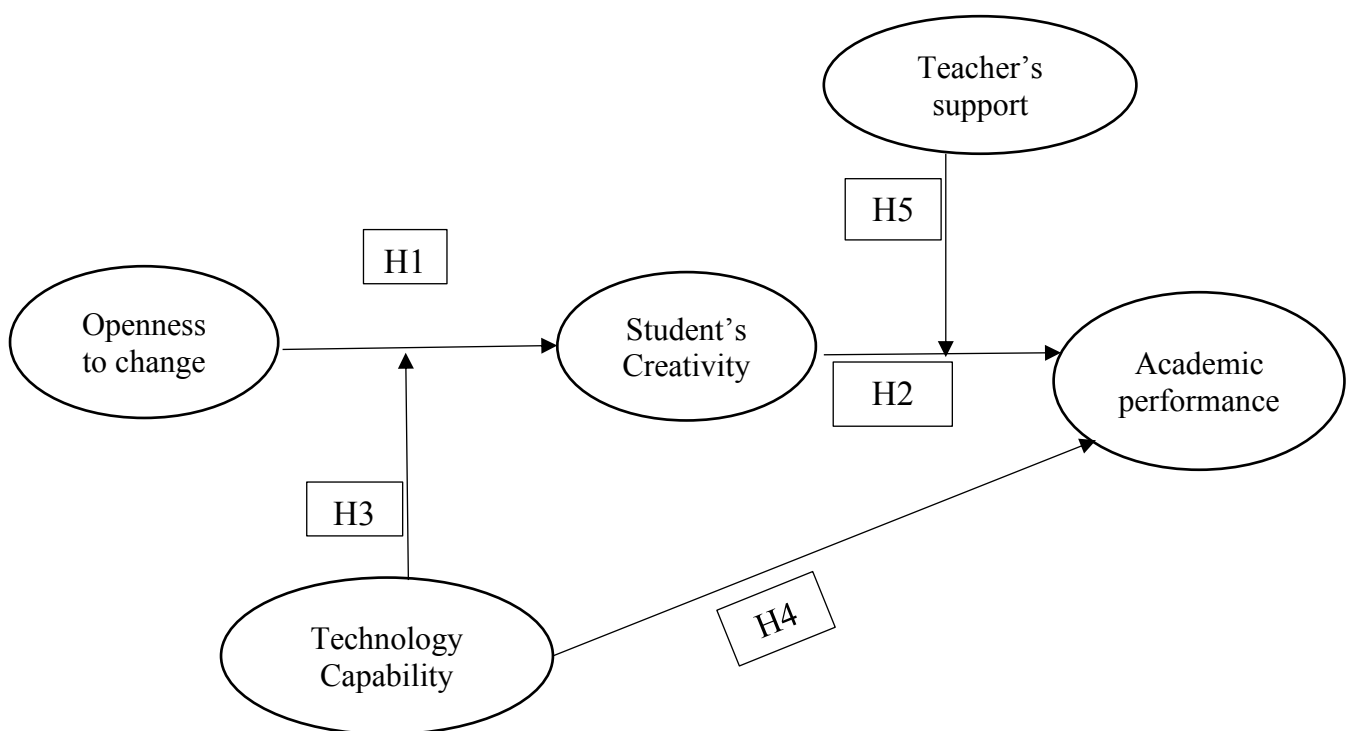 Teacher’s
support
H5
H1
Openness
to change
Student’s
Creativity
H2
Academic
performance
H3
H4
Technology
Capability